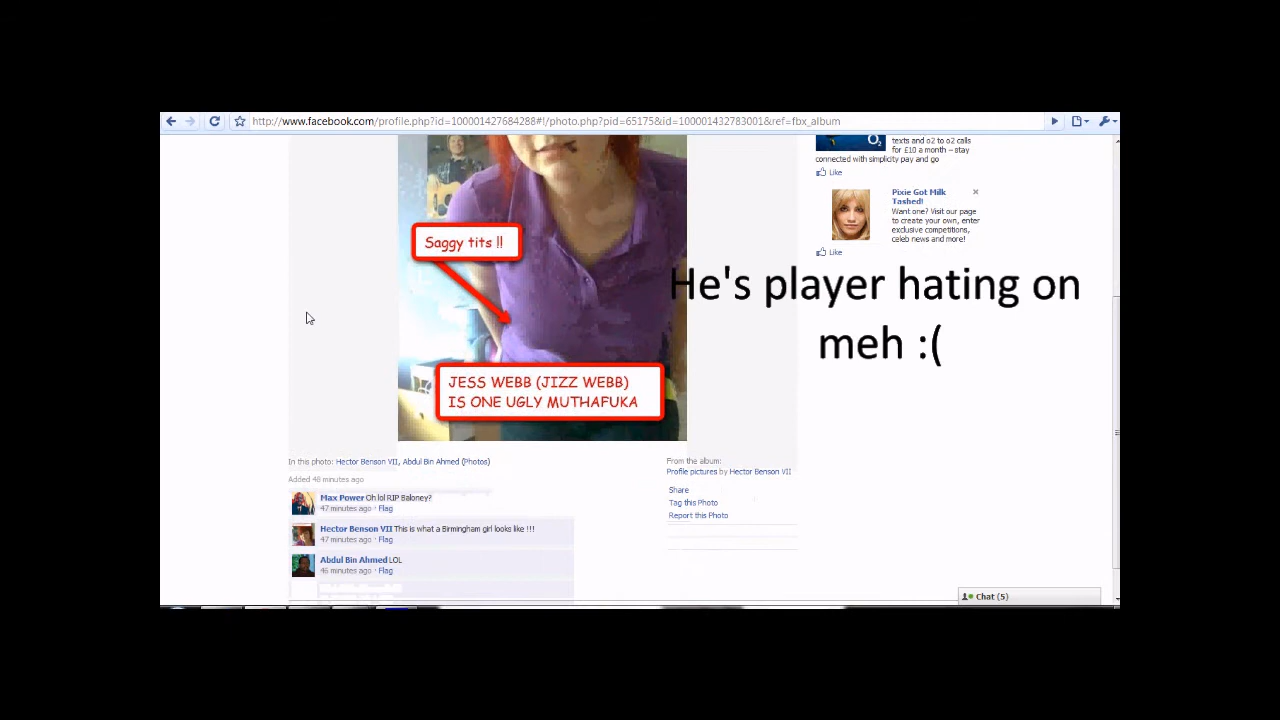 http://www.facebook.com/profile.php?id=100001427684288#!/photo.php?pid=65175&id=100001432783001&ref=fbx_album
O2
texts and o2 to o2 calls
for £10 a month – stay
connected with simplicity pay and go
Like
Pixie Got Milk
Tashed!
Want one? Visit our page
to create your own, enter
exclusive competitions,
celeb news and more!
Like
Saggy tits !!
He's player hating on
meh :(
JESS WEBB (JIZZ WEBB)
IS ONE UGLY MUTHAFUKA
In this photo: Hector Benson VII, Abdul Bin Ahmed (Photos)
Added 48 minutes ago
Max Power Oh lol RIP Baloney?
47 minutes ago · Flag
Hector Benson VII This is what a Birmingham girl looks like !!!
47 minutes ago · Flag
Abdul Bin Ahmed LOL
46 minutes ago · Flag
From the album:
Profile pictures by Hector Benson VII
Share
Tag this Photo
Report this Photo
Chat (5)